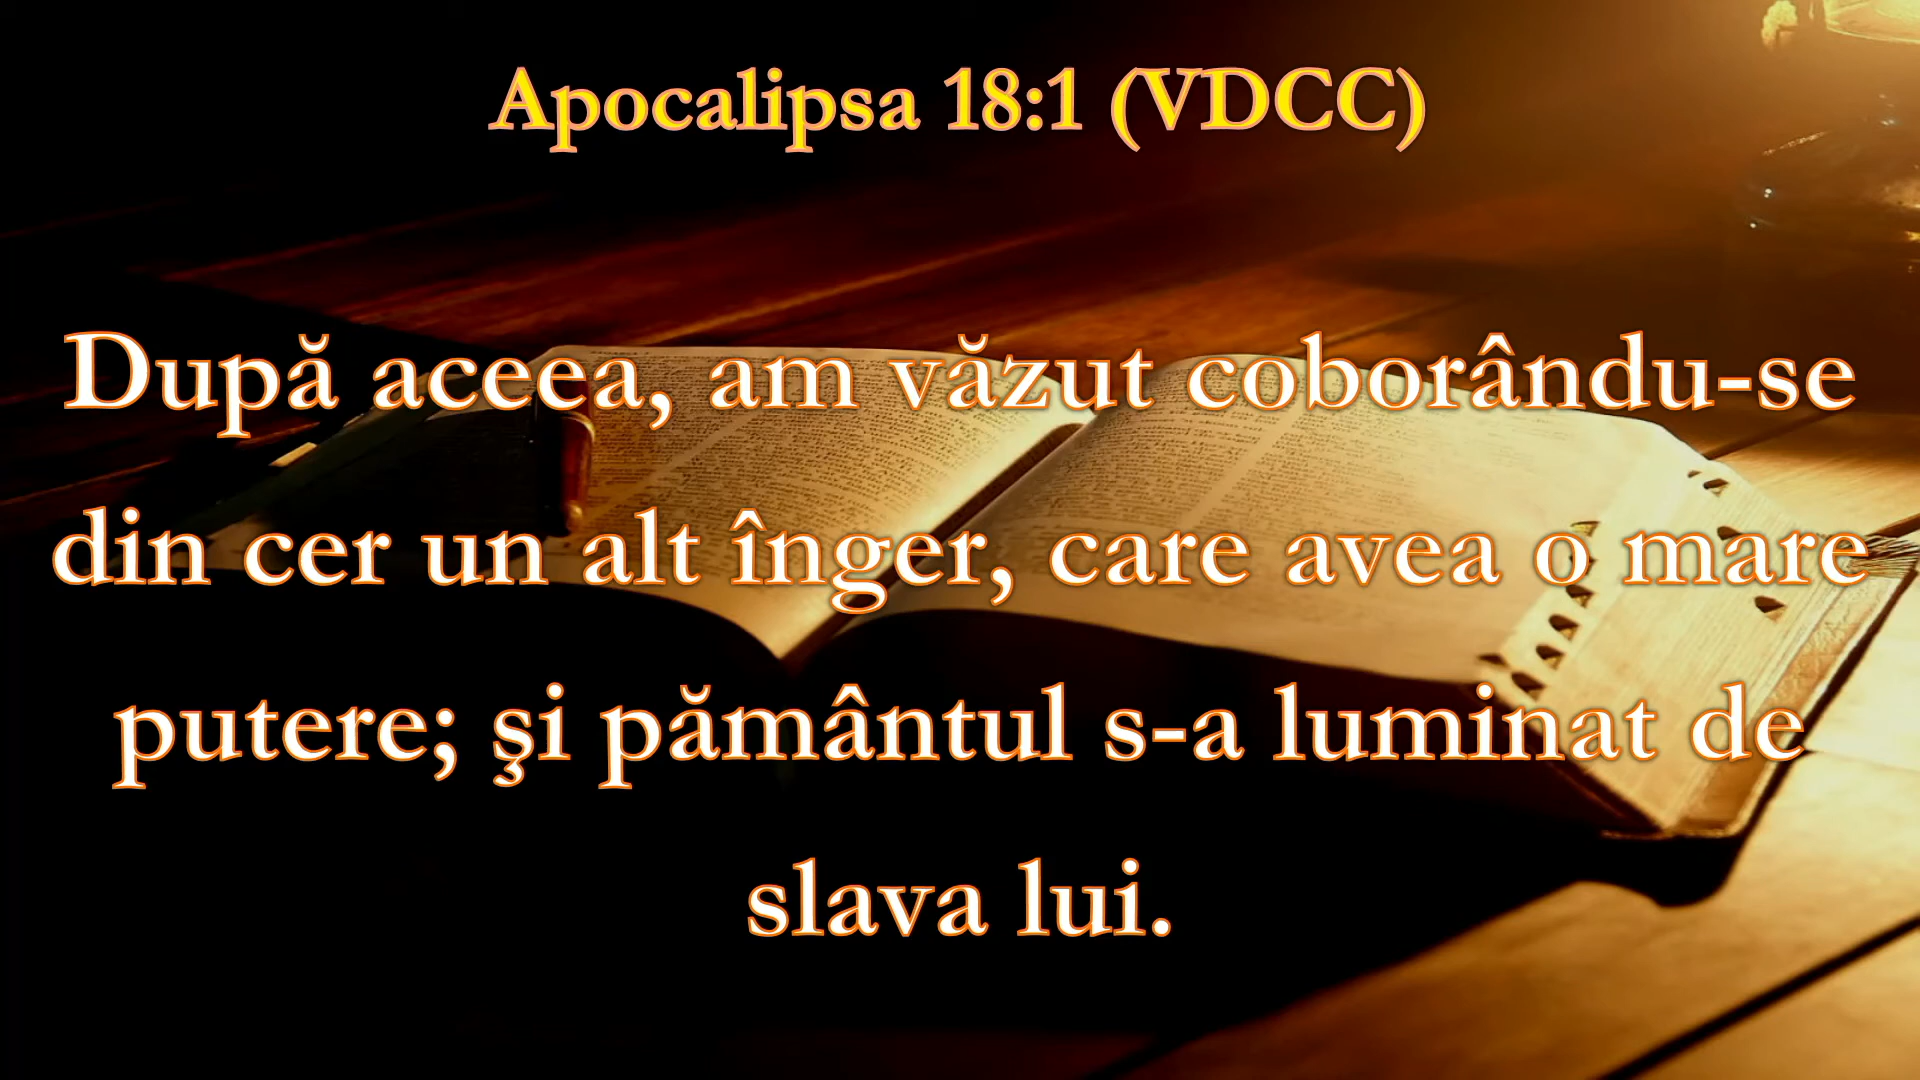 Apocalipsa 18:1 (VDCC)
După aceea, am văzut coborându-se
din cer un alt înger, care avea o mare
putere; şi pământul s-a luminat de
slava lui.